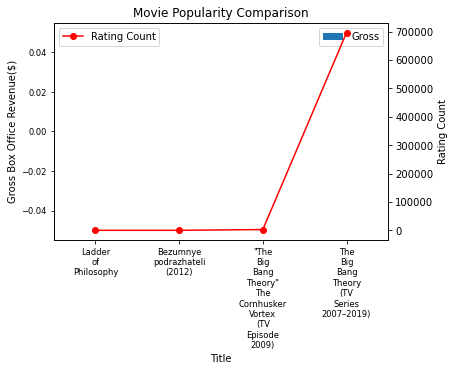 Movie Popularity Comparison
Rating Count
Gross
0.04
0.02
0.00
−0.02
−0.04
Gross Box Office Revenue($)
700000
600000
500000
400000
300000
200000
100000
0
Rating Count
Ladder
of
Philosophy
Bezumnye
podrazhateli
(2012)
"The
Big
Bang
Theory"
The
Cornhusker
Vortex
(TV
Episode
2009)
The
Big
Bang
Theory
(TV
Series
2007–2019)
Title